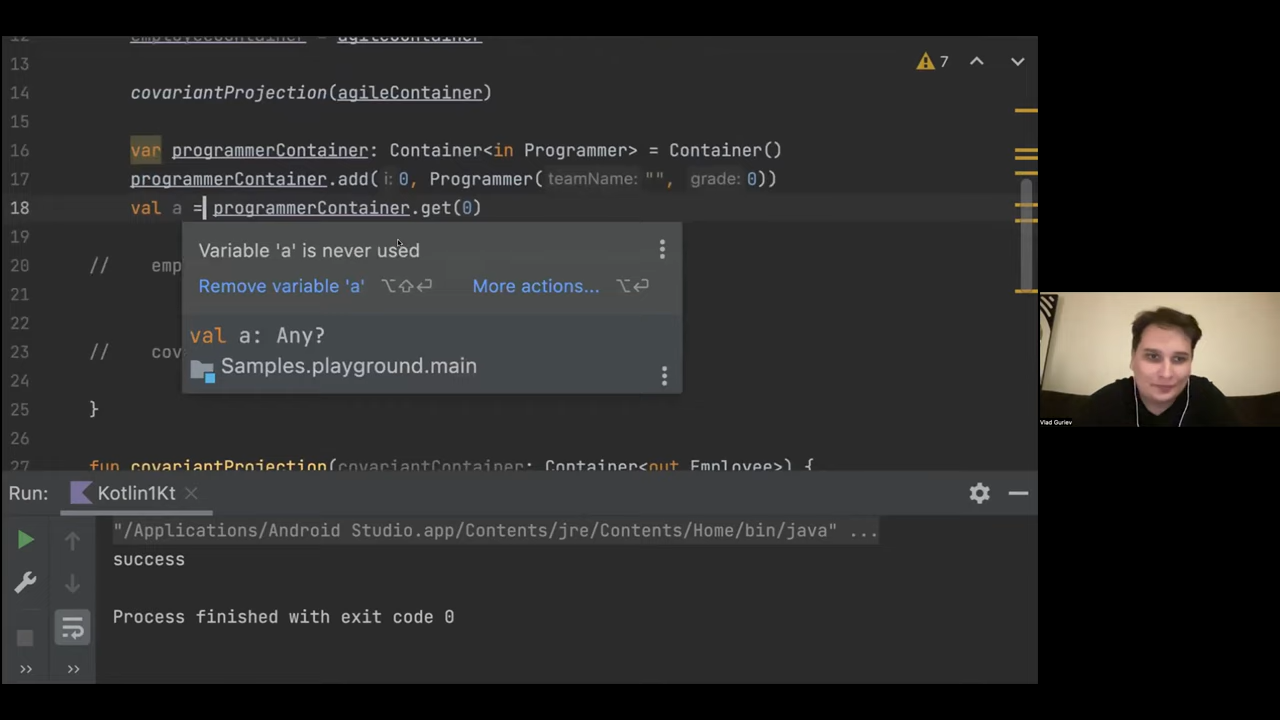 12 employeeContainer = agileContainer
13
14 covariantProjection(agileContainer)
15
16 var programmerContainer: Container<in Programmer> = Container()
17 programmerContainer.add( i: 0, Programmer( teamName: "", grade: 0))
18 val a = programmerContainer.get(0)
19
20 // emp
21
22
23 // cov
24
25 }
26
27 fun covariantProjection(covariantContainer: Container<out Employee>) {
7
Variable 'a' is never used
Remove variable 'a' ⌥⇧⏎ More actions... ⌥⏎
val a: Any?
Samples.playground.main
Run: Kotlin1Kt
"/Applications/Android Studio.app/Contents/jre/Contents/Home/bin/java" ...
success
Process finished with exit code 0
Vlad Guriev